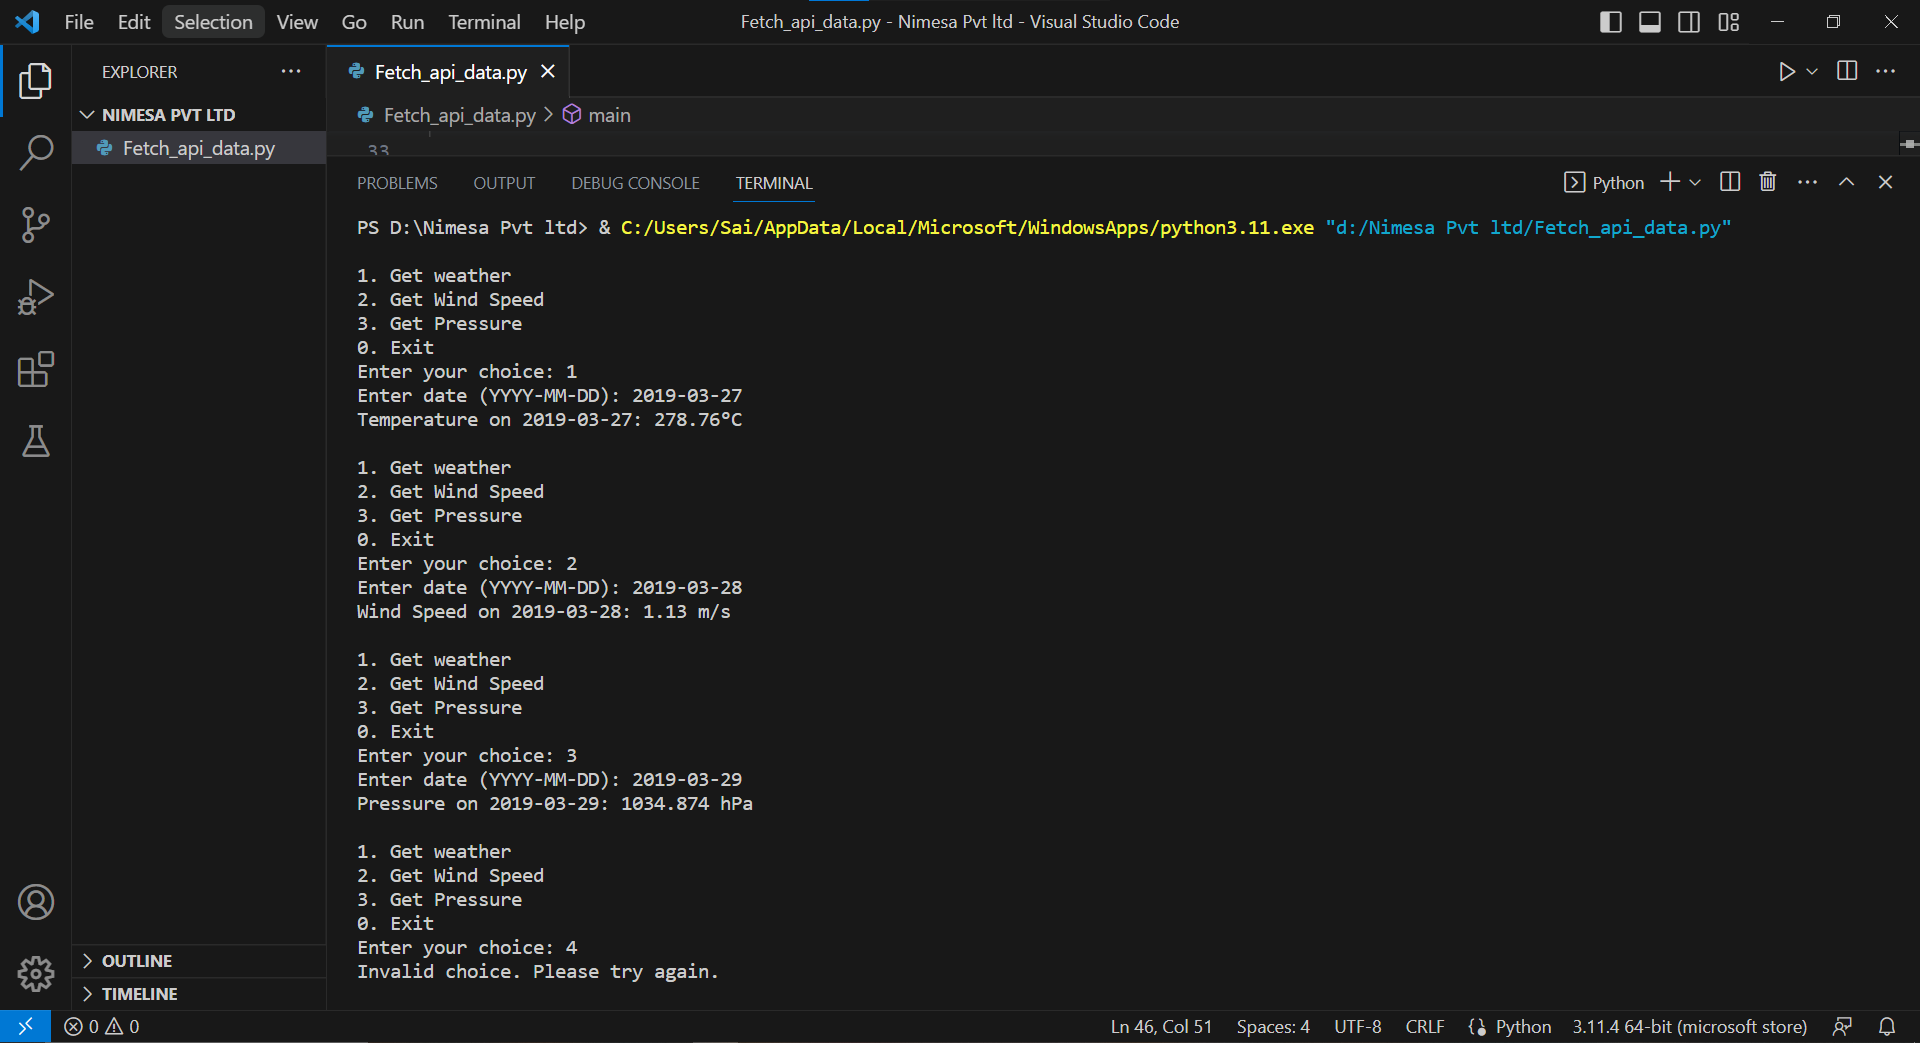 File Edit Selection View Go Run Terminal Help
Fetch_api_data.py - Nimesa Pvt ltd - Visual Studio Code
EXPLORER
NIMESA PVT LTD
Fetch_api_data.py
OUTLINE
TIMELINE
Fetch_api_data.py
Fetch_api_data.py > main
33
PROBLEMS OUTPUT DEBUG CONSOLE TERMINAL
Python
PS D:\Nimesa Pvt ltd> & C:/Users/Sai/AppData/Local/Microsoft/WindowsApps/python3.11.exe "d:/Nimesa Pvt ltd/Fetch_api_data.py"
1. Get weather
2. Get Wind Speed
3. Get Pressure
0. Exit
Enter your choice: 1
Enter date (YYYY-MM-DD): 2019-03-27
Temperature on 2019-03-27: 278.76°C
1. Get weather
2. Get Wind Speed
3. Get Pressure
0. Exit
Enter your choice: 2
Enter date (YYYY-MM-DD): 2019-03-28
Wind Speed on 2019-03-28: 1.13 m/s
1. Get weather
2. Get Wind Speed
3. Get Pressure
0. Exit
Enter your choice: 3
Enter date (YYYY-MM-DD): 2019-03-29
Pressure on 2019-03-29: 1034.874 hPa
1. Get weather
2. Get Wind Speed
3. Get Pressure
0. Exit
Enter your choice: 4
Invalid choice. Please try again.
0 0
Ln 46, Col 51 Spaces: 4 UTF-8 CRLF Python 3.11.4 64-bit (microsoft store)